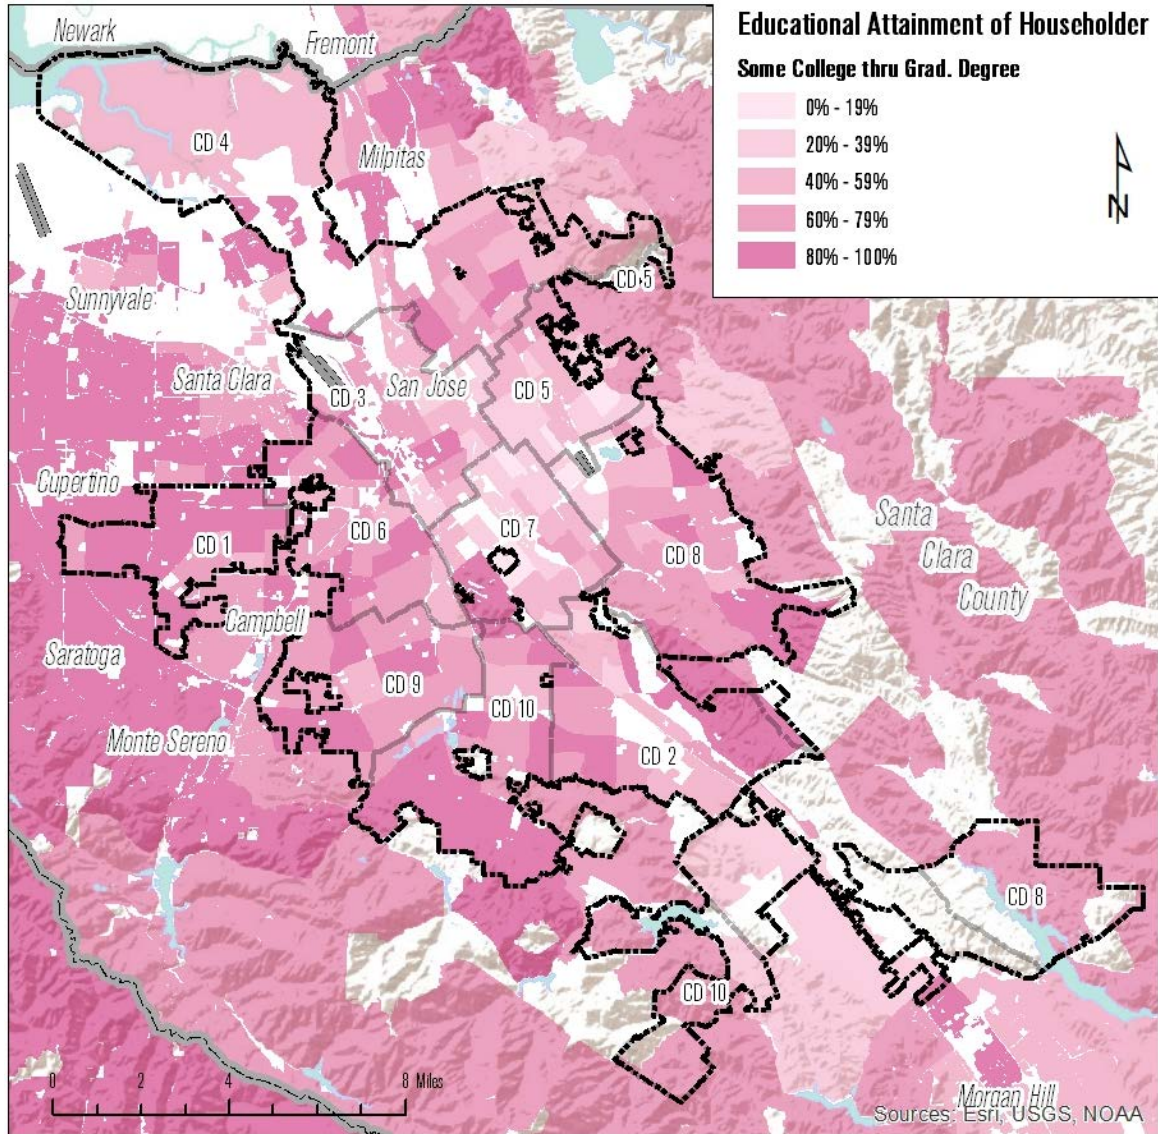 Educational Attainment of Householder
Some College thru Grad. Degree
0% - 19%
20% - 39%
40% - 59%
60% - 79%
80% - 100%
N
Newark
Fremont
CD 4
Milpitas
CD 5
Sunnyvale
Santa Clara
CD 3
San Jose
CD 5
Cupertino
CD 1
CD 6
CD 7
CD 8
Santa
Clara
County
Campbell
Saratoga
CD 9
CD 10
Monte Sereno
CD 2
CD 8
CD 10
0 2 4 8 Miles
Morgan Hill
Sources: Esri, USGS, NOAA